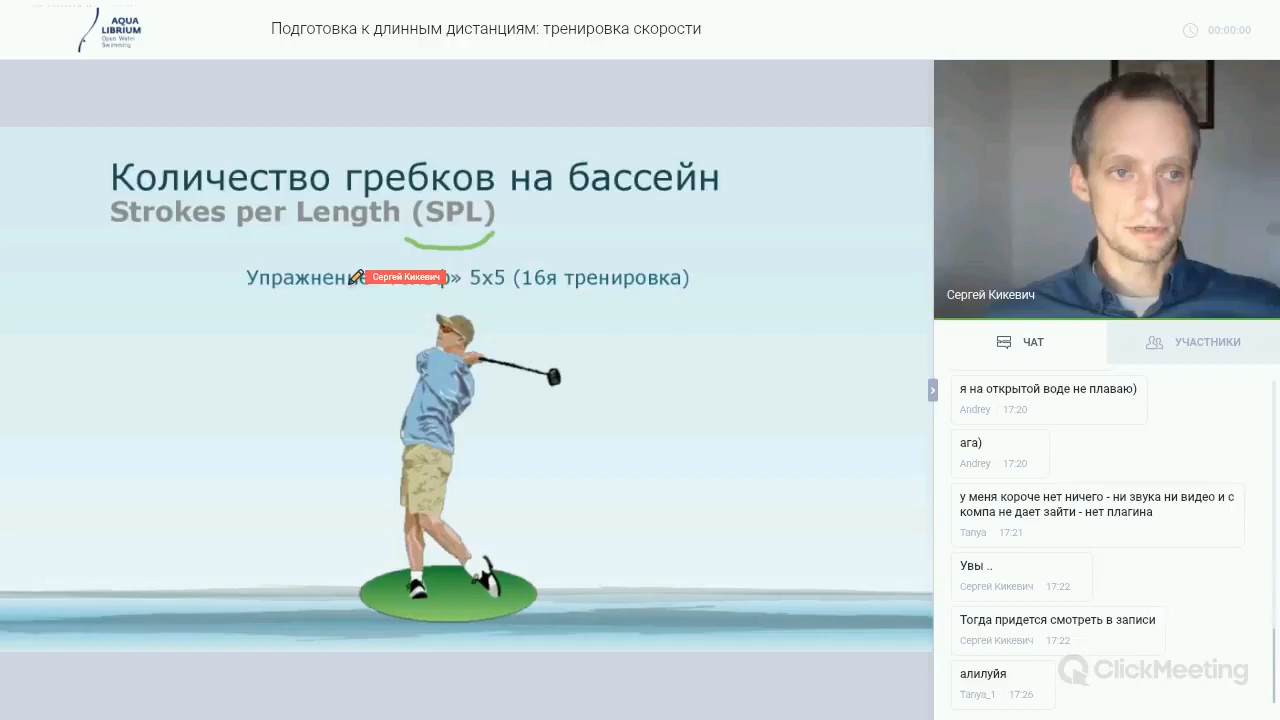 AQUA
LIBRIUM
Open Water
Swimming
Подготовка к длинным дистанциям: тренировка скорости
00:00:00
Количество гребков на бассейн
Strokes per Length (SPL)
Сергей Кикевич
» 5x5 (16я тренировка)
Сергей Кикевич
ЧАТ
УЧАСТНИКИ
я на открытой воде не плаваю)
Andrey 17:20
ага)
Andrey 17:20
у меня короче нет ничего - ни звука ни видео и с
компа не дает зайти - нет плагина
Tanya 17:21
Увы ..
Сергей Кикевич 17:22
Тогда придется смотреть в записи
Сергей Кикевич 17:22
алилуйя
Tanya_1 17:26
ClickMeeting